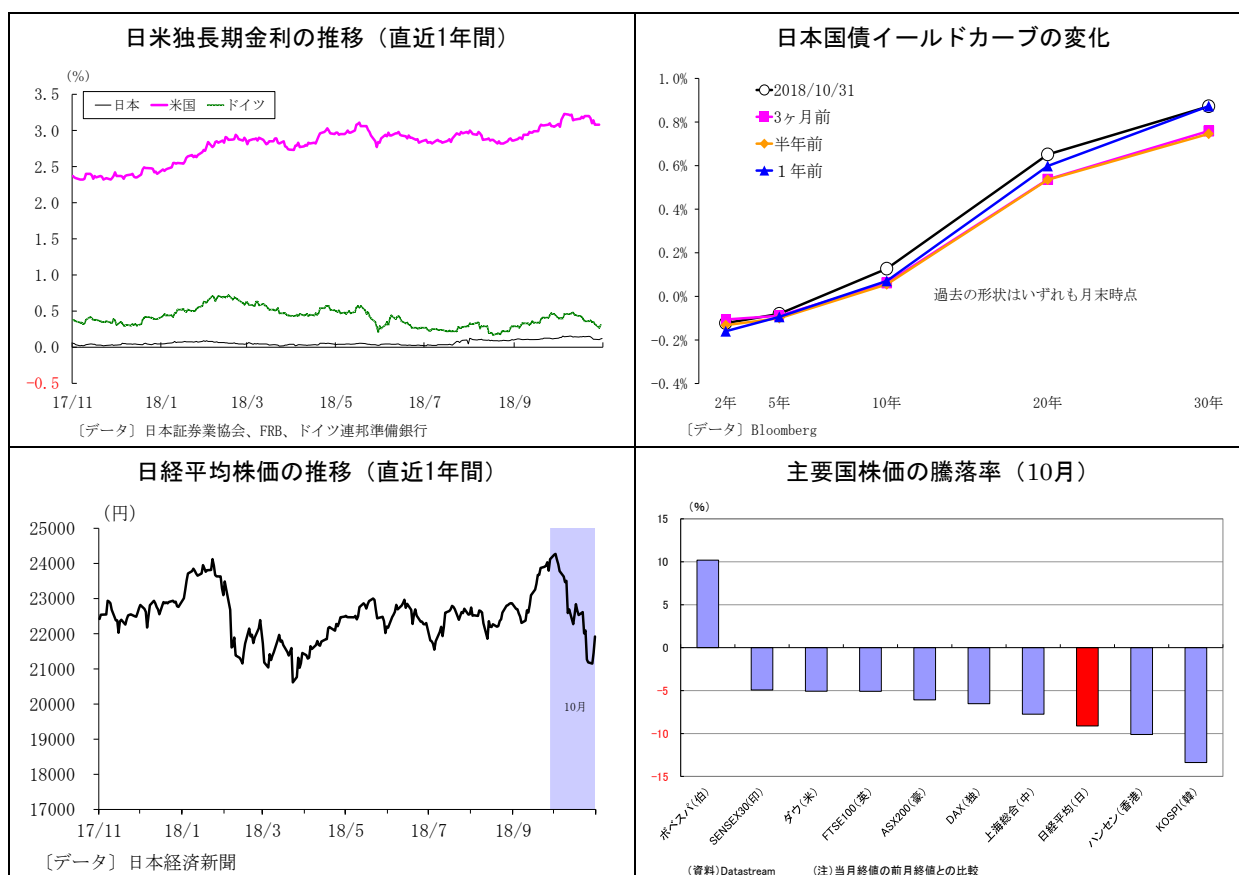 日米独長期金利の推移（直近1年間）
(%)
3.5
3.0
2.5
2.0
1.5
1.0
0.5
0.0
-0.5
日本 米国 ドイツ
17/11 18/1 18/3 18/5 18/7 18/9
〔データ〕日本証券業協会、FRB、ドイツ連邦準備銀行
日本国債イールドカーブの変化
1.0%
0.8%
0.6%
0.4%
0.2%
0.0%
-0.2%
-0.4%
2018/10/31
3ヶ月前
半年前
１年前
過去の形状はいずれも月末時点
2年 5年 10年 20年 30年
〔データ〕Bloomberg
日経平均株価の推移（直近1年間）
（円）
25000
24000
23000
22000
21000
20000
19000
18000
17000
10月
17/11 18/1 18/3 18/5 18/7 18/9
〔データ〕日本経済新聞
主要国株価の騰落率（10月）
（%）
15
10
5
0
-5
-10
-15
ボベスパ(伯)
SENSEX30(印)
ダウ(米)
FTSE100(英)
ASX200(豪)
DAX(独)
上海総合(中)
日経平均(日)
ハンセン(香港)
KOSPI(韓)
(資料)Datastream (注)当月終値の前月終値との比較